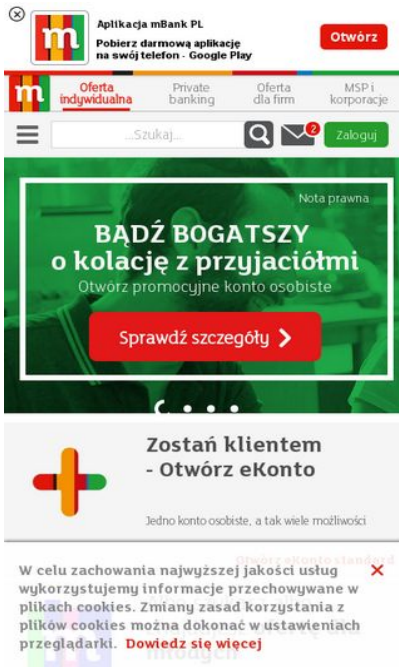 Aplikacja mBank PL
Pobierz darmową aplikację
na swój telefon - Google Play
Otwórz
m
m
Oferta
indywidualna
Private
banking
Oferta
dla firm
MSP i
korporacje
...Szukaj...
2
Zaloguj
Nota prawna
BĄDŹ BOGATSZY
o kolację z przyjaciółmi
Otwórz promocyjne konto osobiste
Sprawdź szczegóły
Zostań klientem
- Otwórz eKonto
Jedno konto osobiste, a tak wiele możliwości
Otwórz eKonto standard
W celu zachowania najwyższej jakości usług
wykorzystujemy informacje przechowywane w
plikach cookies. Zmiany zasad korzystania z
plików cookies można dokonać w ustawieniach
przeglądarki. Dowiedz się więcej